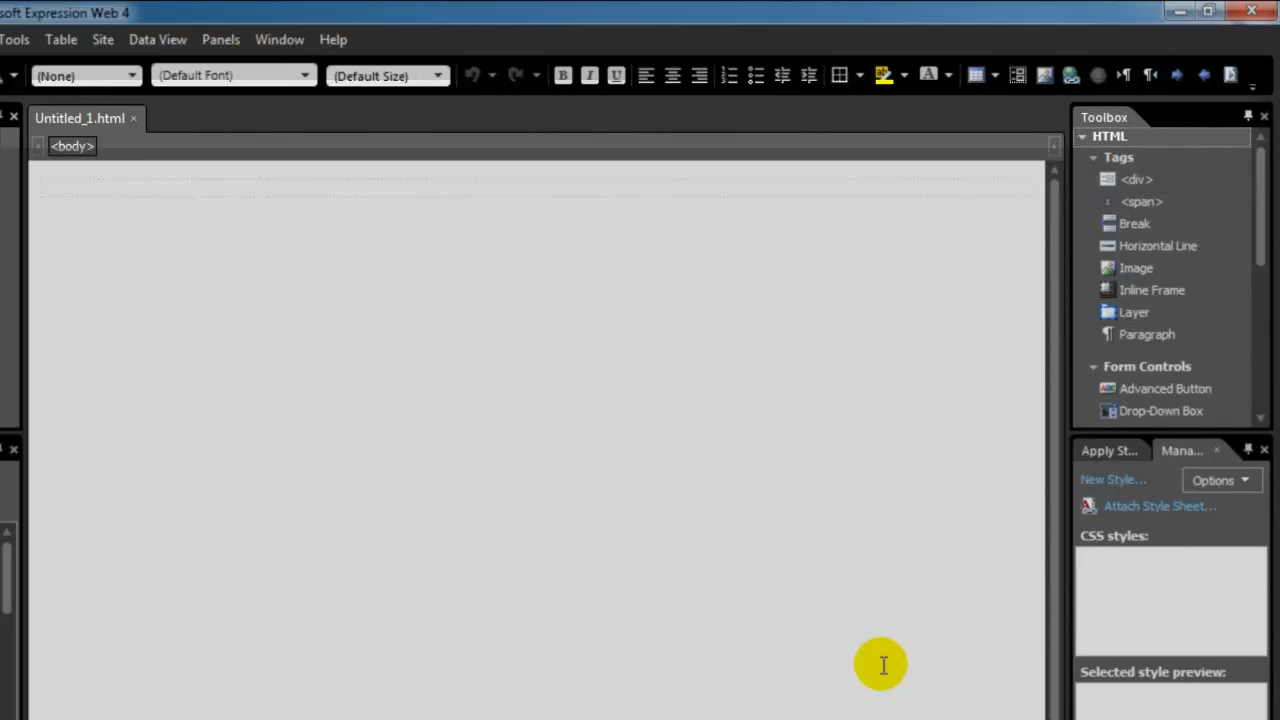 soft Expression Web 4
Tools Table Site Data View Panels Window Help
(None) (Default Font) (Default Size) B I U A
Untitled_1.html
<body>
Toolbox
HTML
Tags
<div>
<span>
Break
Horizontal Line
Image
Inline Frame
Layer
Paragraph
Form Controls
Advanced Button
Drop-Down Box
Apply St... Mana...
New Style... Options
Attach Style Sheet...
CSS styles:
Selected style preview: